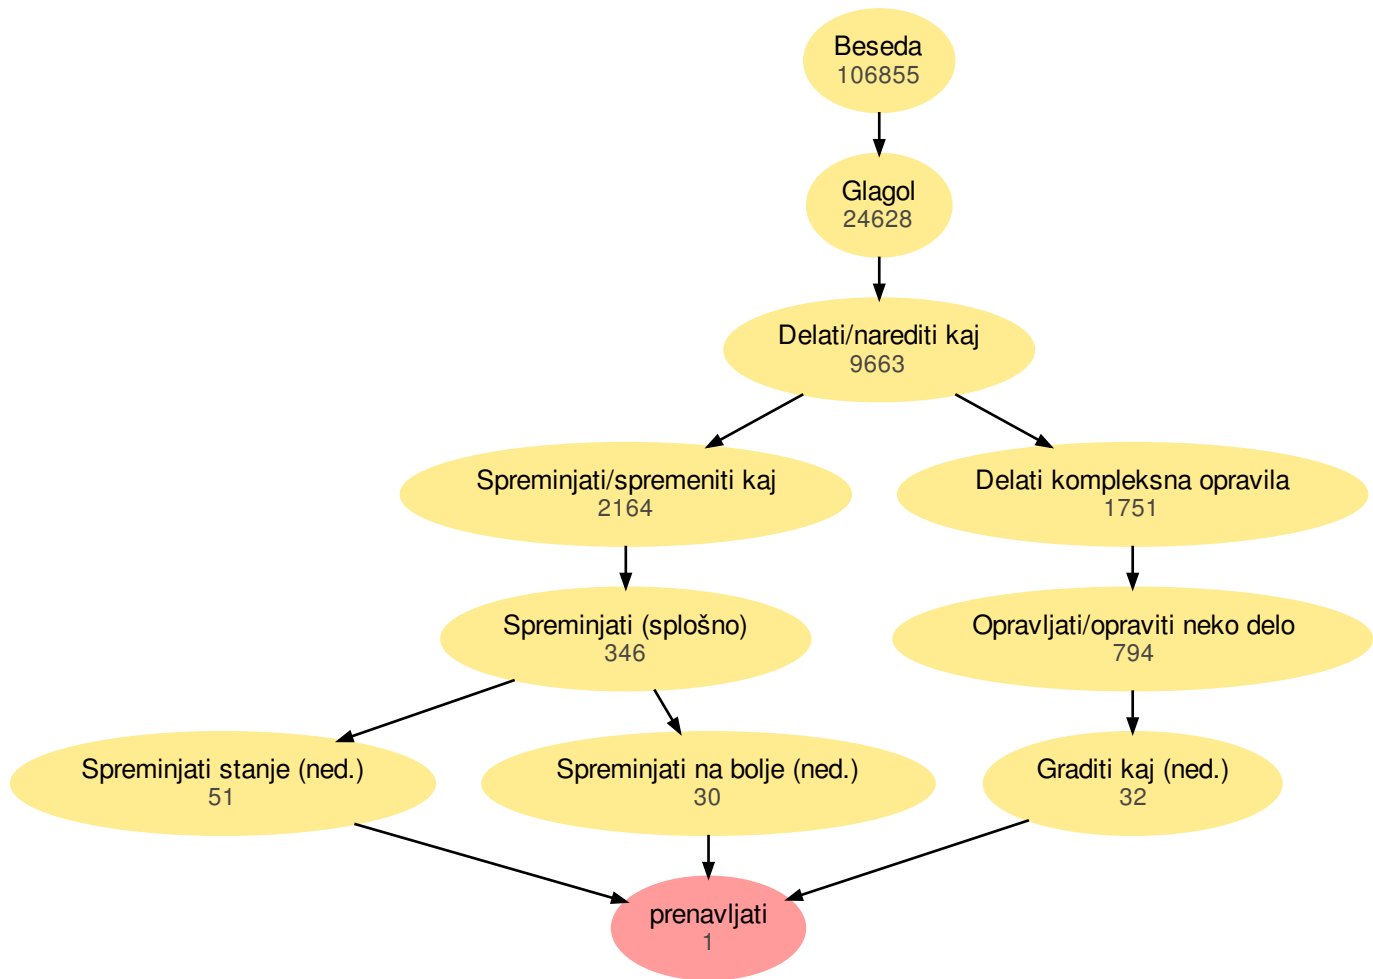 Beseda
106855
Glagol
24628
Delati/narediti kaj
9663
Spreminjati/spremeniti kaj
2164
Delati kompleksna opravila
1751
Spreminjati (splošno)
346
Opravljati/opraviti neko delo
794
Spreminjati stanje (ned.)
51
Spreminjati na bolje (ned.)
30
Graditi kaj (ned.)
32
prenavljati
1